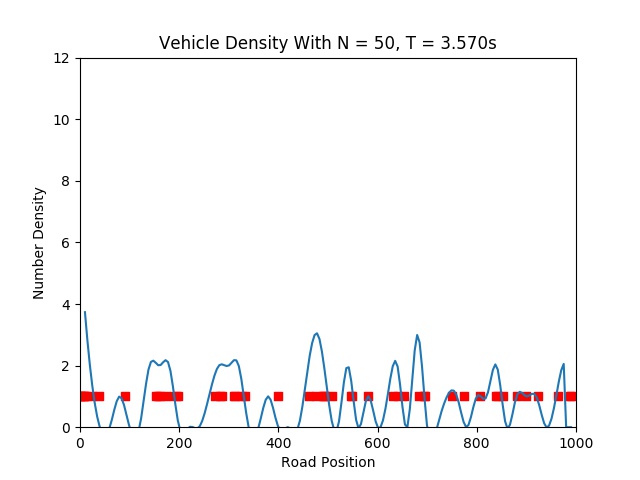 Vehicle Density With N = 50, T = 3.570s
12
10
8
6
4
2
0
Number Density
0 200 400 600 800 1000
Road Position